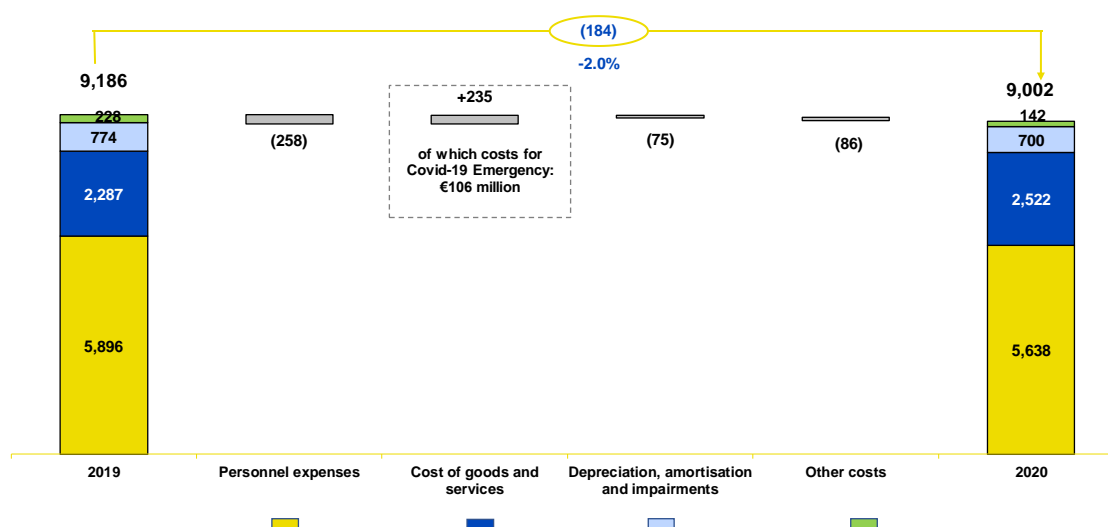 (184)
-2.0%
9,186
9,002
+235
228
142
774
(258)
(75)
(86)
700
of which costs for
Covid-19 Emergency:
€106 million
2,287
2,522
5,896
5,638
2019
Personnel expenses
Cost of goods and
services
Depreciation, amortisation
and impairments
Other costs
2020